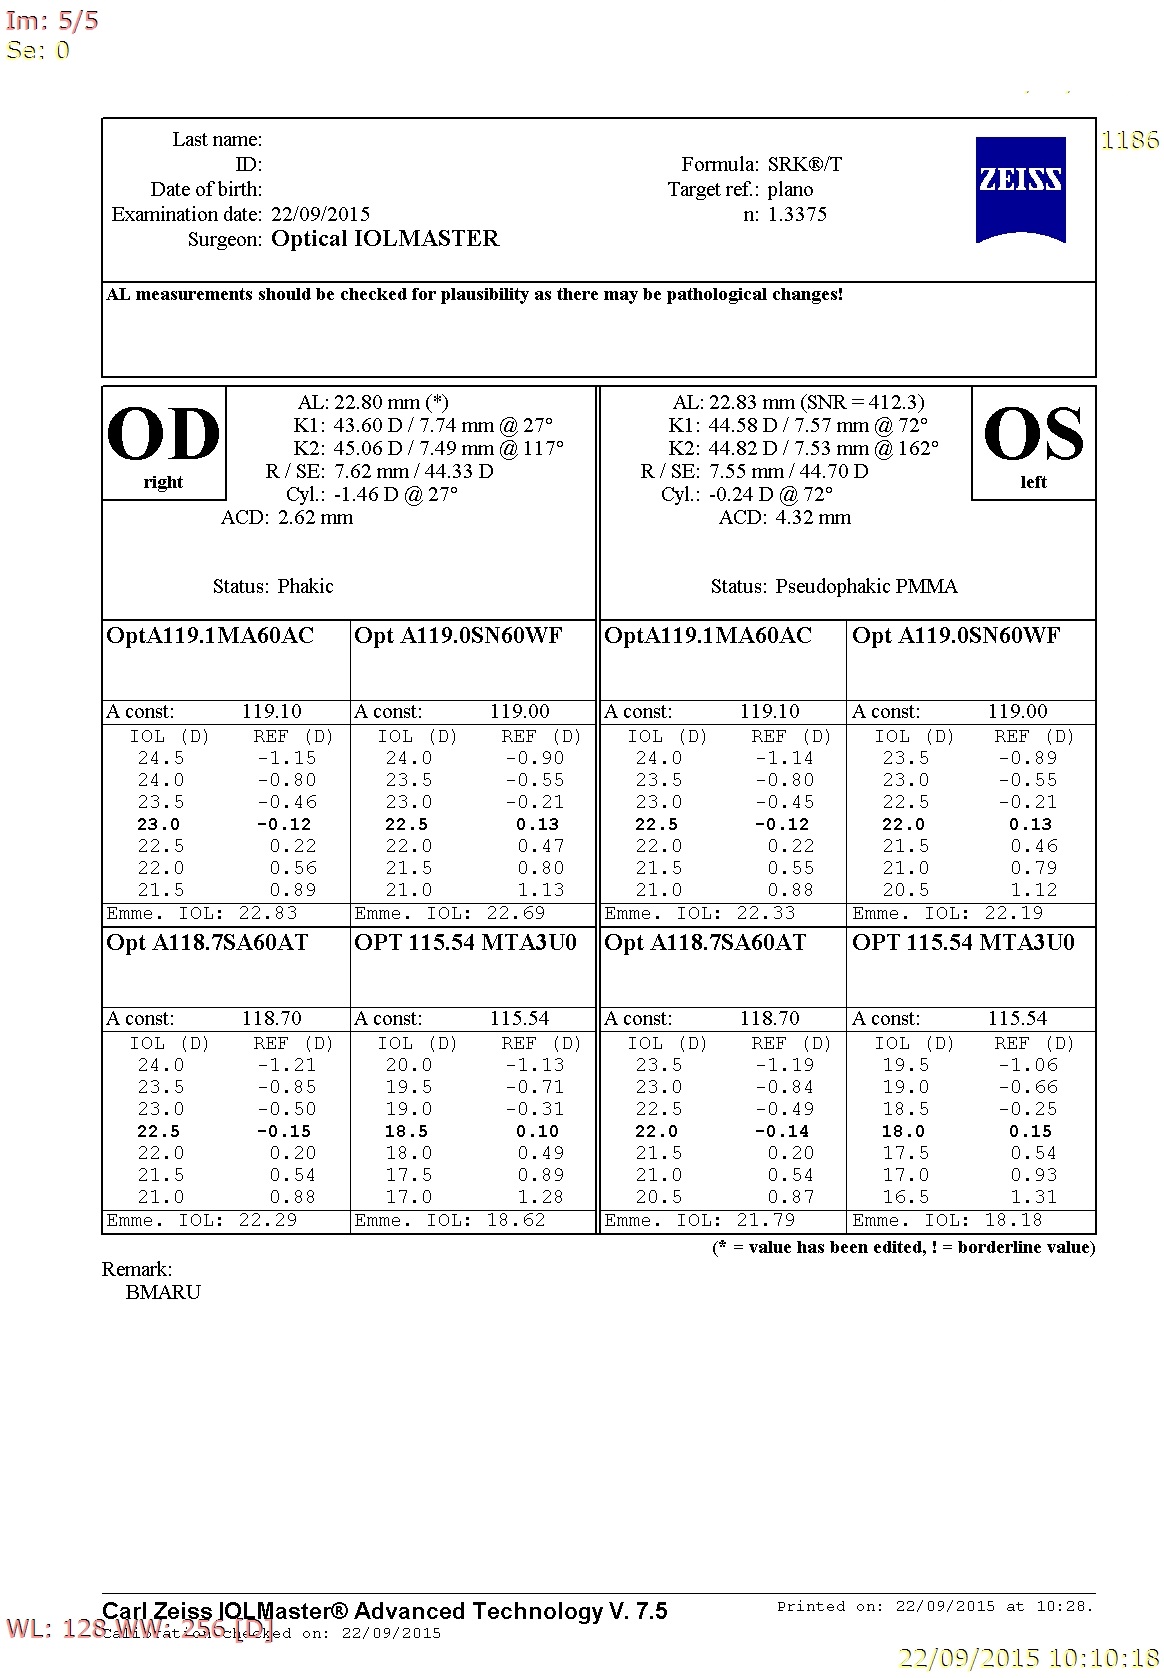 Im: 5/5
Se: 0
1186
Last name:
ID:
Formula: SRK®/T
Date of birth:
Target ref.: plano
Examination date: 22/09/2015
n: 1.3375
Surgeon: Optical IOLMASTER
ZEISS
AL measurements should be checked for plausibility as there may be pathological changes!
OD
right
AL: 22.80 mm (*)
K1: 43.60 D / 7.74 mm @ 27°
K2: 45.06 D / 7.49 mm @ 117°
R / SE: 7.62 mm / 44.33 D
Cyl.: -1.46 D @ 27°
ACD: 2.62 mm
Status: Phakic
AL: 22.83 mm (SNR = 412.3)
K1: 44.58 D / 7.57 mm @ 72°
K2: 44.82 D / 7.53 mm @ 162°
R / SE: 7.55 mm / 44.70 D
Cyl.: -0.24 D @ 72°
ACD: 4.32 mm
Status: Pseudophakic PMMA
OS
left
OptA119.1MA60AC Opt A119.0SN60WF OptA119.1MA60AC Opt A119.0SN60WF
A const: 119.10 A const: 119.00 A const: 119.10 A const: 119.00
IOL (D) REF (D) IOL (D) REF (D) IOL (D) REF (D) IOL (D) REF (D)
24.5 -1.15 24.0 -0.90 24.0 -1.14 23.5 -0.89
24.0 -0.80 23.5 -0.55 23.5 -0.80 23.0 -0.55
23.5 -0.46 23.0 -0.21 23.0 -0.45 22.5 -0.21
23.0 -0.12 22.5 0.13 22.5 -0.12 22.0 0.13
22.5 0.22 22.0 0.47 22.0 0.22 21.5 0.46
22.0 0.56 21.5 0.80 21.5 0.55 21.0 0.79
21.5 0.89 21.0 1.13 21.0 0.88 20.5 1.12
Emme. IOL: 22.83 Emme. IOL: 22.69 Emme. IOL: 22.33 Emme. IOL: 22.19
Opt A118.7SA60AT OPT 115.54 MTA3U0 Opt A118.7SA60AT OPT 115.54 MTA3U0
A const: 118.70 A const: 115.54 A const: 118.70 A const: 115.54
IOL (D) REF (D) IOL (D) REF (D) IOL (D) REF (D) IOL (D) REF (D)
24.0 -1.21 20.0 -1.13 23.5 -1.19 19.5 -1.06
23.5 -0.85 19.5 -0.71 23.0 -0.84 19.0 -0.66
23.0 -0.50 19.0 -0.31 22.5 -0.49 18.5 -0.25
22.5 -0.15 18.5 0.10 22.0 -0.14 18.0 0.15
22.0 0.20 18.0 0.49 21.5 0.20 17.5 0.54
21.5 0.54 17.5 0.89 21.0 0.54 17.0 0.93
21.0 0.88 17.0 1.28 20.5 0.87 16.5 1.31
Emme. IOL: 22.29 Emme. IOL: 18.62 Emme. IOL: 21.79 Emme. IOL: 18.18
(* = value has been edited, ! = borderline value)
Remark:
BMARU
Carl Zeiss IOLMaster® Advanced Technology V. 7.5
Printed on: 22/09/2015 at 10:28.
WL: 128 WW: 256 [D]
Calibration checked on: 22/09/2015
22/09/2015 10:10:18